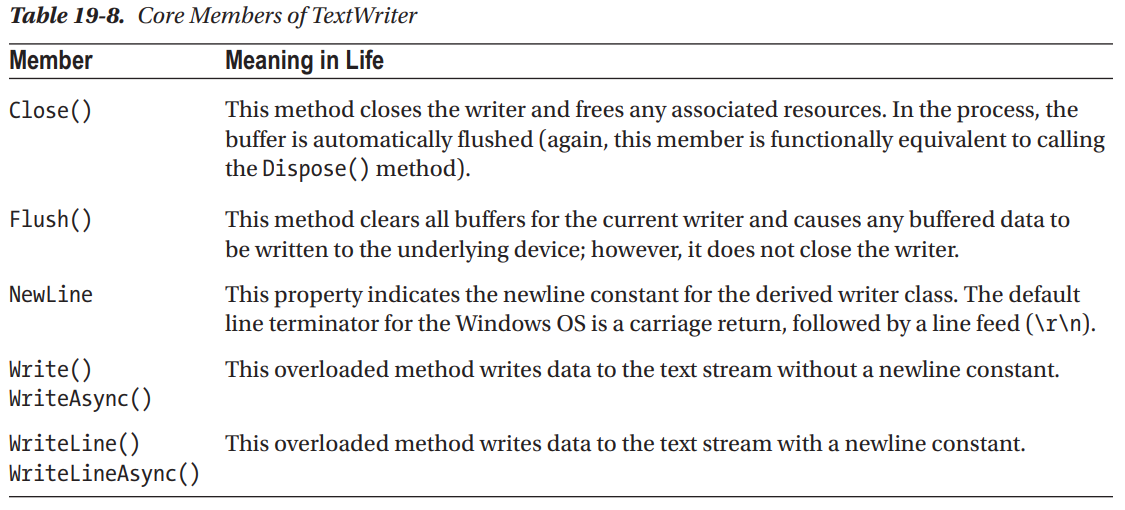 Table 19-8. Core Members of TextWriter
Member Meaning in Life
Close() This method closes the writer and frees any associated resources. In the process, the
buffer is automatically flushed (again, this member is functionally equivalent to calling
the Dispose() method).
Flush() This method clears all buffers for the current writer and causes any buffered data to
be written to the underlying device; however, it does not close the writer.
NewLine This property indicates the newline constant for the derived writer class. The default
line terminator for the Windows OS is a carriage return, followed by a line feed (\r\n).
Write() This overloaded method writes data to the text stream without a newline constant.
WriteAsync()
WriteLine() This overloaded method writes data to the text stream with a newline constant.
WriteLineAsync()